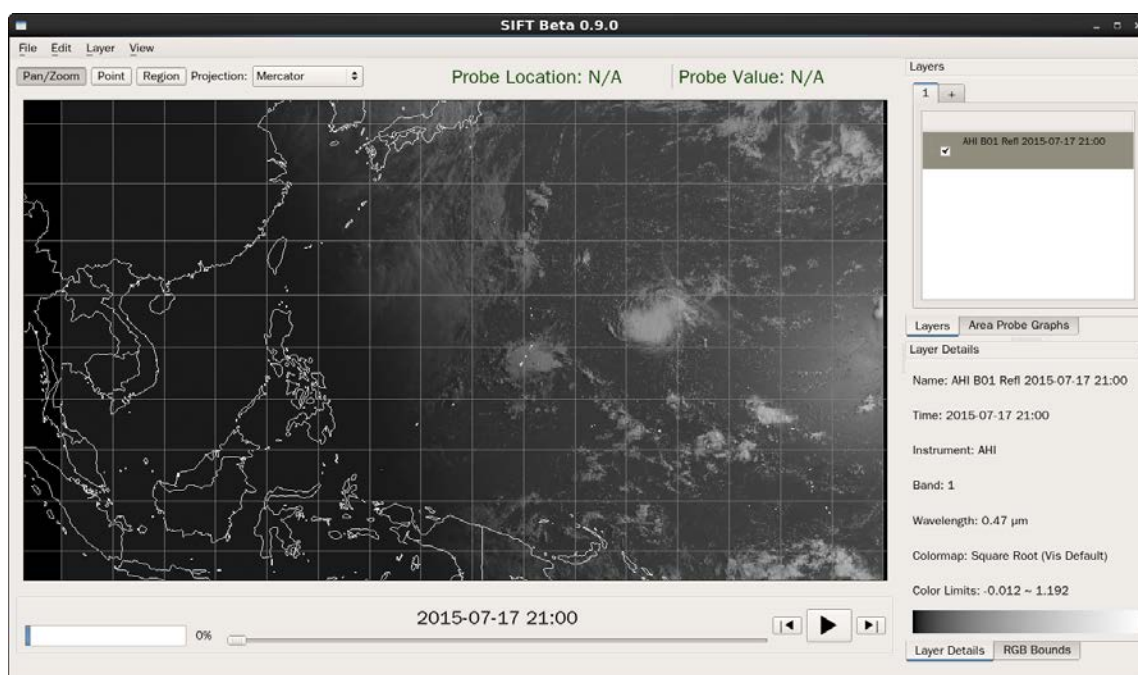 SIFT Beta 0.9.0
File Edit Layer View
Pan/Zoom Point Region Projection: Mercator Probe Location: N/A Probe Value: N/A
Layers
1 +
AHI B01 Refl 2015-07-17 21:00
Layers Area Probe Graphs
Layer Details
Name: AHI B01 Refl 2015-07-17 21:00
Time: 2015-07-17 21:00
Instrument: AHI
Band: 1
Wavelength: 0.47 µm
Colormap: Square Root (Vis Default)
Color Limits: -0.012 ~ 1.192
2015-07-17 21:00
0%
Layer Details RGB Bounds